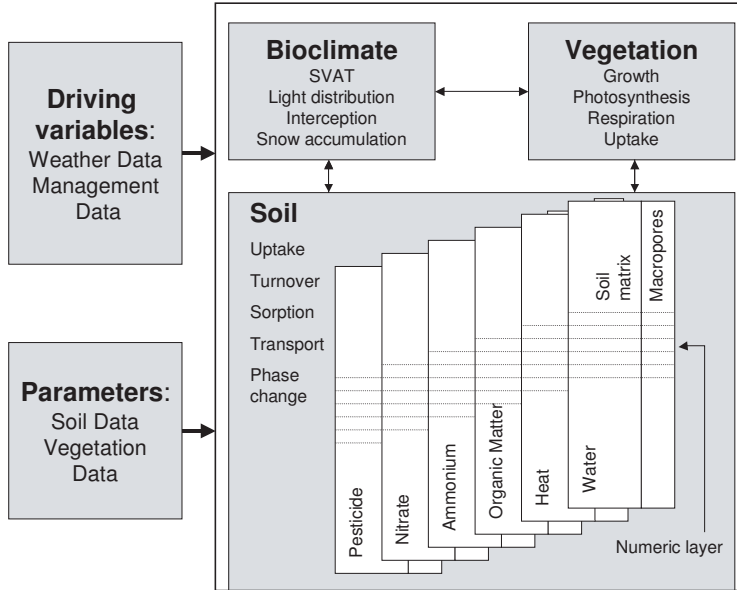 Driving
variables:
Weather Data
Management
Data
Parameters:
Soil Data
Vegetation
Data
Bioclimate
SVAT
Light distribution
Interception
Snow accumulation
Vegetation
Growth
Photosynthesis
Respiration
Uptake
Soil
Uptake
Turnover
Sorption
Transport
Phase
change
Pesticide
Nitrate
Ammonium
Organic Matter
Heat
Water
Soil
matrix
Macropores
Numeric layer